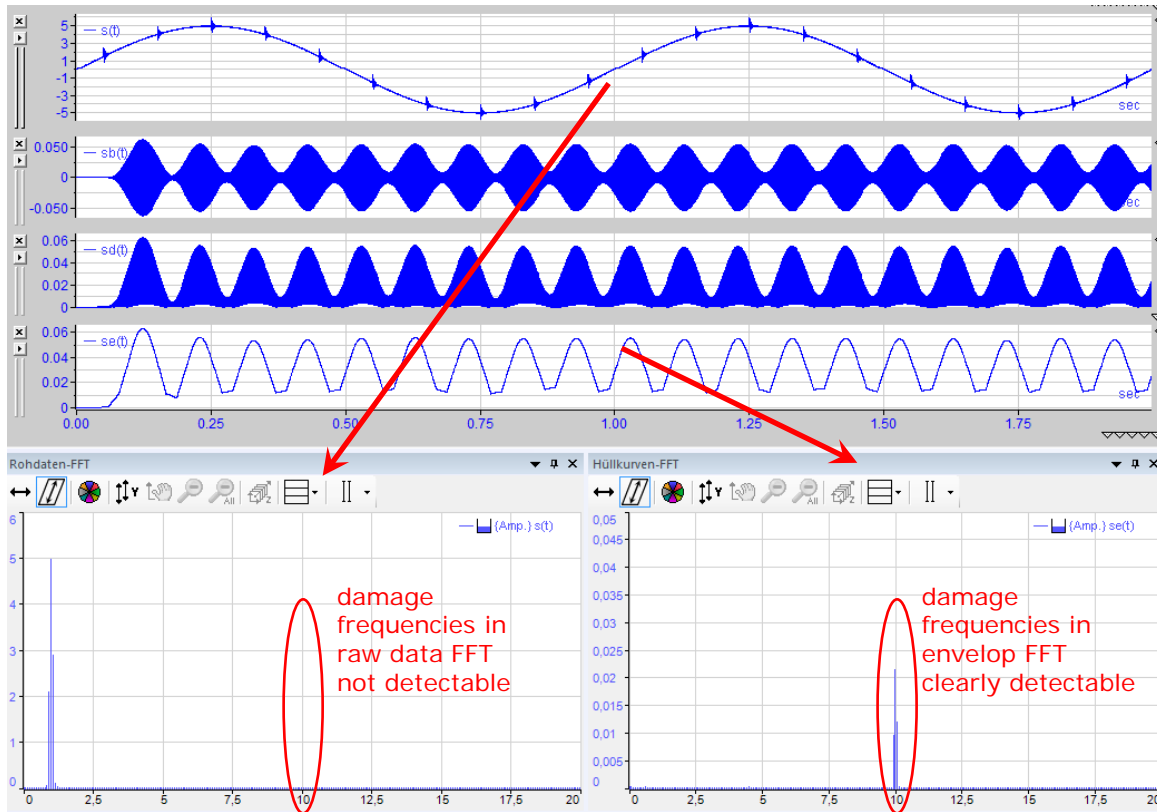 5
3
1
-1
-3
-5
s(t)
sec
0.050
0
-0.050
sb(t)
sec
0.06
0.04
0.02
0
sd(t)
0.06
0.04
0.02
0
se(t)
sec
0.00 0.25 0.50 0.75 1.00 1.25 1.50 1.75
Rohdaten-FFT
Y All Z
6
5
4
3
2
1
0
{Amp.} s(t)
damage
frequencies in
raw data FFT
not detectable
0 2,5 5 7,5 10 12,5 15 17,5 20
Hüllkurven-FFT
Y All Z
0,05
0,045
0,04
0,035
0,03
0,025
0,02
0,015
0,01
0,005
0
{Amp.} se(t)
damage
frequencies in
envelop FFT
clearly detectable
0 2,5 5 7,5 10 12,5 15 17,5 20